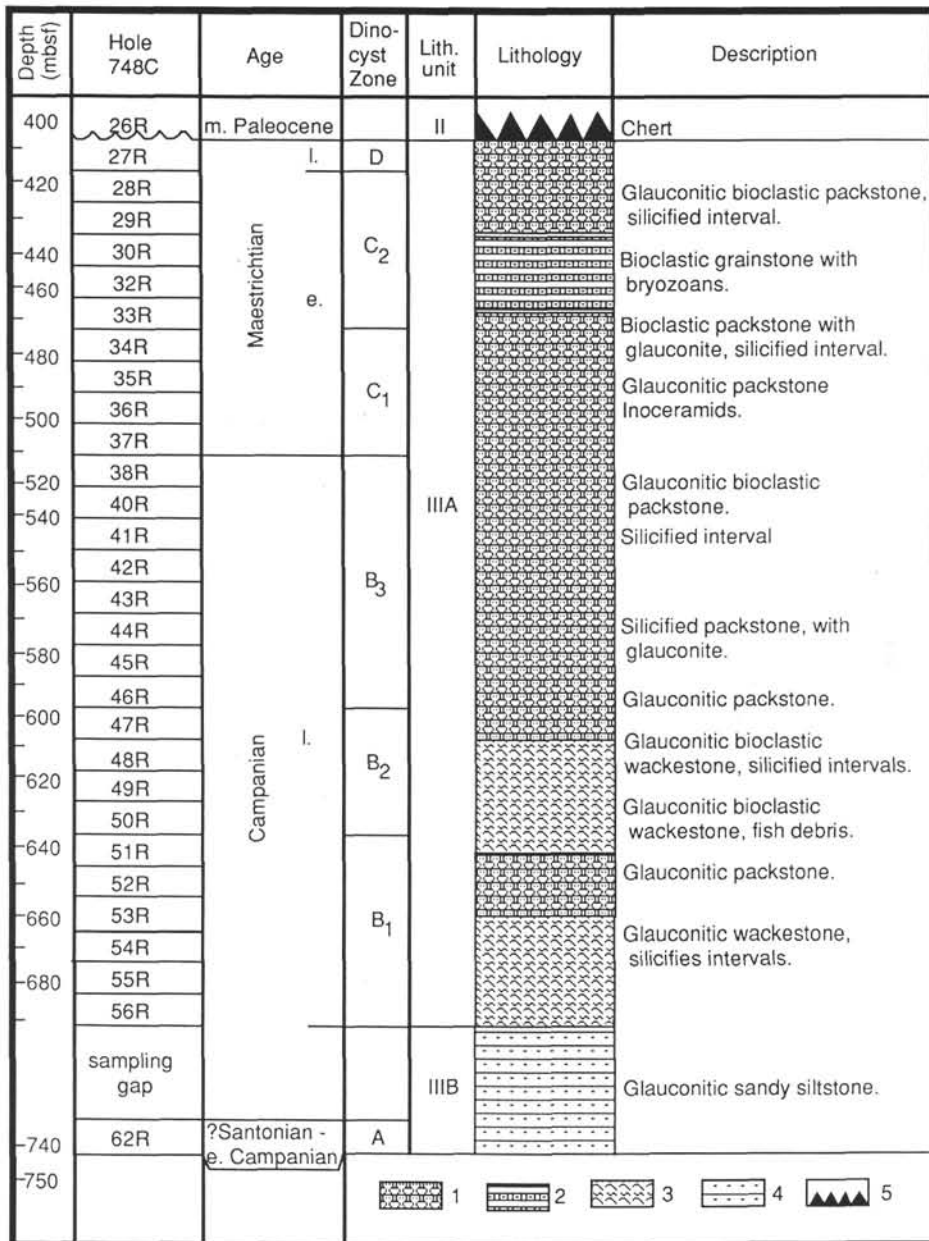 Depth (mbsf)
Hole 748C
Age
Dino-cyst Zone
Lith. unit
Lithology
Description
400
26R
m. Paleocene
II
Chert
27R
l.
D
420
28R
Glauconitic bioclastic packstone,
silicified interval.
29R
C2
440
30R
Bioclastic grainstone with
bryozoans.
460
32R
Maestrichtian
e.
33R
Bioclastic packstone with
glauconite, silicified interval.
480
34R
35R
C1
Glauconitic packstone
Inoceramids.
36R
500
37R
38R
520
IIIA
Glauconitic bioclastic
packstone.
40R
540
41R
Silicified interval
42R
560
B3
43R
44R
Silicified packstone, with
glauconite.
580
45R
46R
Glauconitic packstone.
600
47R
Campanian
l.
Glauconitic bioclastic
wackestone, silicified intervals.
48R
B2
620
49R
50R
Glauconitic bioclastic
wackestone, fish debris.
640
51R
52R
Glauconitic packstone.
660
53R
B1
Glauconitic wackestone,
silicifies intervals.
54R
680
55R
56R
sampling
gap
IIIB
Glauconitic sandy siltstone.
740
62R
?Santonian -
e. Campanian
A
750
1
2
3
4
5